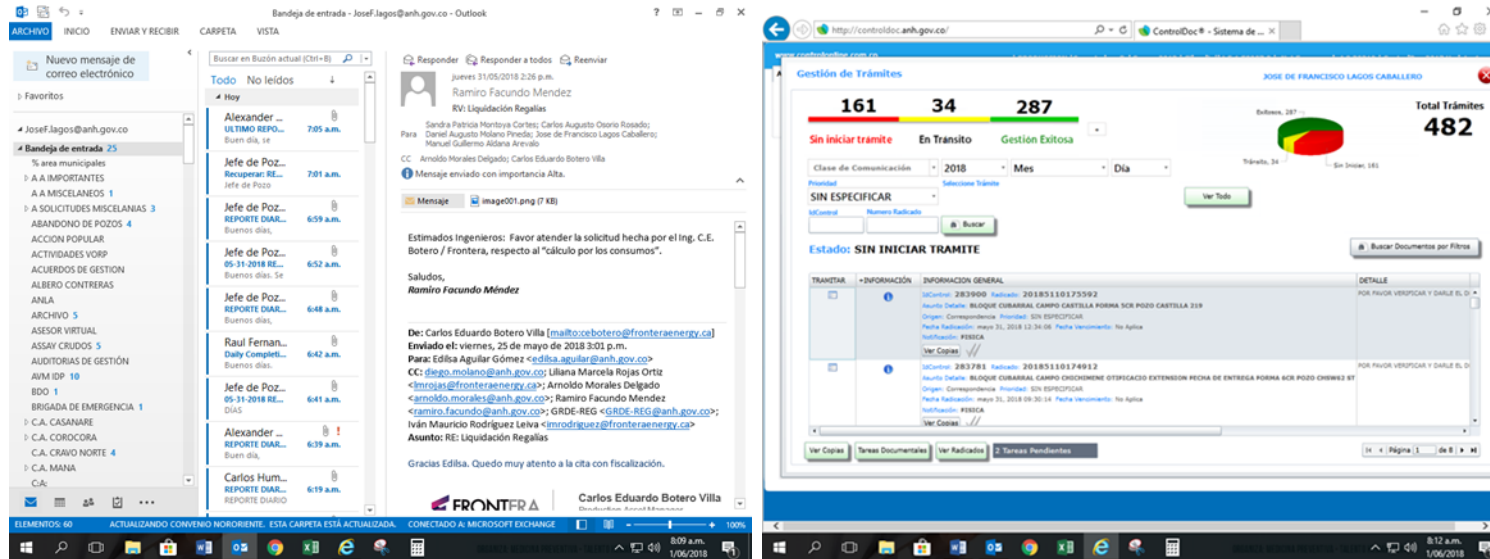 Bandeja de entrada - JoseF.lagos@anh.gov.co - Outlook
ARCHIVO INICIO ENVIAR Y RECIBIR CARPETA VISTA
Nuevo mensaje de
correo electrónico
Favoritos
JoseF.lagos@anh.gov.co
Bandeja de entrada 25
% area municipales
A A IMPORTANTES
A A MISCELANEOS 1
A SOLICITUDES MISCELANIAS 3
ABANDONO DE POZOS 4
ACCION POPULAR
ACTIVIDADES VORP
ACUERDOS DE GESTION
ALBERO CONTRERAS
ANLA
ARCHIVO 5
ASESOR VIRTUAL
ASSAY CRUDOS 5
AUDITORIAS DE GESTIÓN
AVM IDP 10
BDO 1
BRIGADA DE EMERGENCIA 1
C.A. CASANARE
C.A. COROCORA
C.A. CRAVO NORTE 4
C.A. MANA
C:A:
Buscar en Buzón actual (Ctrl+B)
Todo No leídos
Hoy
Alexander ...
ULTIMO REPO... 7:05 a.m.
Buen día, se
Jefe de Poz...
Recuperar: RE... 7:01 a.m.
Jefe de Pozo
Jefe de Poz...
REPORTE DIAR... 6:59 a.m.
Buenos días,
Jefe de Poz...
05-31-2018 RE... 6:52 a.m.
Buenos días. Se
Jefe de Poz...
REPORTE DIAR... 6:48 a.m.
Buenos días,
Raul Fernan...
Daily Completi... 6:42 a.m.
Buenos días.
Jefe de Poz...
05-31-2018 RE... 6:41 a.m.
DÍAS
Alexander ... !
REPORTE DIAR... 6:39 a.m.
Buen día,
Carlos Hum...
REPORTE DIAR... 6:19 a.m.
REPORTE DIARIO
Responder Responder a todos Reenviar
jueves 31/05/2018 2:26 p.m.
Ramiro Facundo Mendez
RV: Liquidación Regalías
Sandra Patricia Montoya Cortes; Carlos Augusto Osorio Rosado;
Para Daniel Augusto Molano Pineda; Jose de Francisco Lagos Caballero;
Manuel Guillermo Aldana Arevalo
CC Arnoldo Morales Delgado; Carlos Eduardo Botero Villa
Mensaje enviado con importancia Alta.
Mensaje image001.png (7 KB)
Estimados Ingenieros: Favor atender la solicitud hecha por el Ing. C.E.
Botero / Frontera, respecto al “cálculo por los consumos”.
Saludos,
Ramiro Facundo Méndez
De: Carlos Eduardo Botero Villa [mailto:cebotero@fronteraenergy.ca]
Enviado el: viernes, 25 de mayo de 2018 3:01 p.m.
Para: Edilsa Aguilar Gómez <edilsa.aguilar@anh.gov.co>
CC: diego.molano@anh.gov.co; Liliana Marcela Rojas Ortiz
<lmrojas@fronteraenergy.ca>; Arnoldo Morales Delgado
<arnoldo.morales@anh.gov.co>; Ramiro Facundo Mendez
<ramiro.facundo@anh.gov.co>; GRDE-REG <GRDE-REG@anh.gov.co>;
Iván Mauricio Rodríguez Leiva <imrodriguez@fronteraenergy.ca>
Asunto: RE: Liquidación Regalías
Gracias Edilsa. Quedo muy atento a la cita con fiscalización.
FRONTERA Carlos Eduardo Botero Villa
Production Asset Manager
ELEMENTOS: 60 ACTUALIZANDO CONVENIO NORORIENTE. ESTA CARPETA ESTÁ ACTUALIZADA. CONECTADO A: MICROSOFT EXCHANGE 100%
8:09 a.m.
1/06/2018
http://controldoc.anh.gov.co/
ControlDoc® - Sistema de ...
www.controlonline.com.co
Gestión de Trámites
JOSE DE FRANCISCO LAGOS CABALLERO
161 34 287
Sin iniciar tramite En Transito Gestión Exitosa
Exitosos, 287
Tránsito, 34
Sin Iniciar, 161
Total Trámites
482
Clase de Comunicación 2018 Mes Día
Prioridad Seleccione Trámite
SIN ESPECIFICAR
Ver Todo
IdControl Numero Radicado
Buscar
Estado: SIN INICIAR TRAMITE
Buscar Documentos por Filtros
TRAMITAR +INFORMACIÓN INFORMACION GENERAL DETALLE
IdControl: 283900 Radicado: 20185110175592
Asunto Detalle: BLOQUE CUBARRAL CAMPO CASTILLA FORMA 5CR POZO CASTILLA 219
Origen: Correspondencia Prioridad: SIN ESPECIFICAR
Fecha Radicación: mayo 31, 2018 12:34:06 Fecha Vencimiento: No Aplica
Notificación: FISICA
Ver Copias
POR FAVOR VERIFICAR Y DARLE EL D
IdControl: 283781 Radicado: 20185110174912
Asunto Detalle: BLOQUE CUBARRAL CAMPO CHICHIMENE OTIFICACIO EXTENSION FECHA DE ENTREGA FORMA 6CR POZO CHSW62 ST
Origen: Correspondencia Prioridad: SIN ESPECIFICAR
Fecha Radicación: mayo 31, 2018 09:30:14 Fecha Vencimiento: No Aplica
Notificación: FISICA
Ver Copias
POR FAVOR VERIFICAR Y DARLE EL D
Ver Copias Tareas Documentales Ver Radicados 2 Tareas Pendientes
Página 1 de 8
8:12 a.m.
1/06/2018